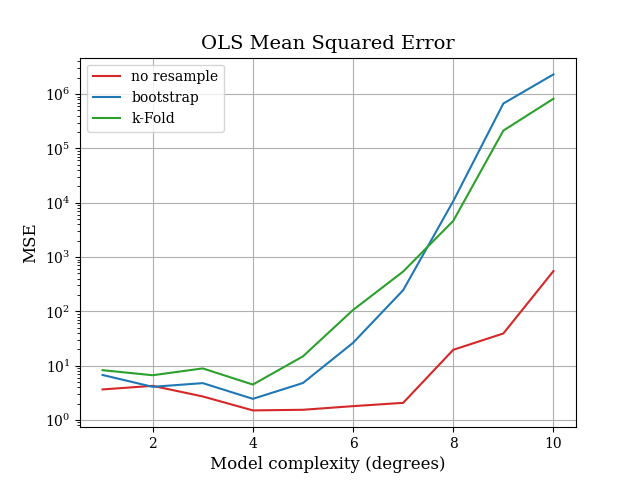 OLS Mean Squared Error
no resample
bootstrap
k-Fold
MSE
10^6
10^5
10^4
10^3
10^2
10^1
10^0
2 4 6 8 10
Model complexity (degrees)